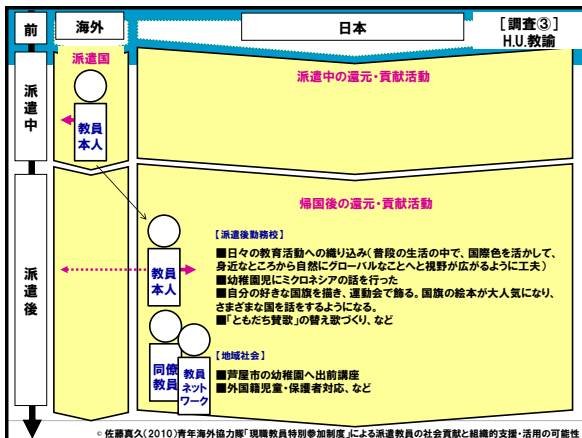 前
海外
日本
［調査③］
H.U.教諭
派遣中
派遣国
教員
本人
派遣中の還元・貢献活動
派遣後
帰国後の還元・貢献活動
教員
本人
【派遣後勤務校】
■日々の教育活動への織り込み(普段の生活の中で、国際色を活かして、
身近なところから自然にグローバルなことへと視野が広がるように工夫)
■幼稚園児にミクロネシアの話を行った
■自分の好きな国旗を描き、運動会で飾る。国旗の絵本が大人気になり、
さまざまな国を話をするようになる。
■「ともだち賛歌」の替え歌づくり、など
同僚
教員
教員
ネット
ワーク
【地域社会】
■芦屋市の幼稚園へ出前講座
■外国籍児童・保護者対応、など
© 佐藤真久(2010)青年海外協力隊「現職教員特別参加制度」による派遣教員の社会貢献と組織的支援・活用の可能性